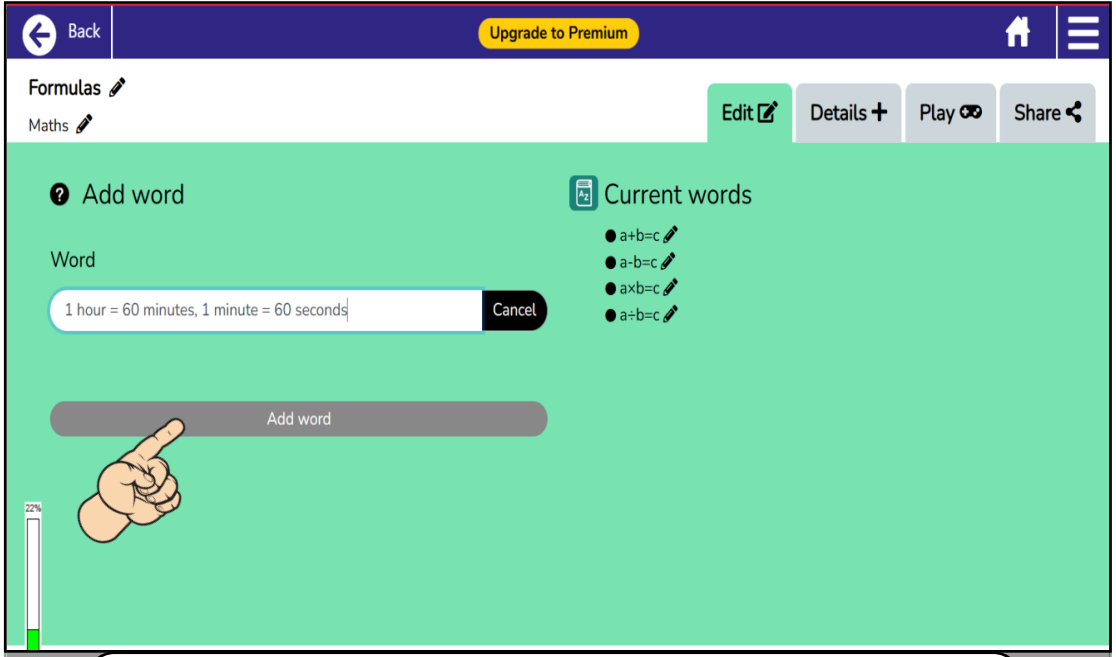 Back
Upgrade to Premium
Formulas
Maths
Edit
Details
Play
Share
Add word
Word
1 hour = 60 minutes, 1 minute = 60 seconds
Cancel
Add word
22%
Current words
a+b=c
a-b=c
a×b=c
a÷b=c